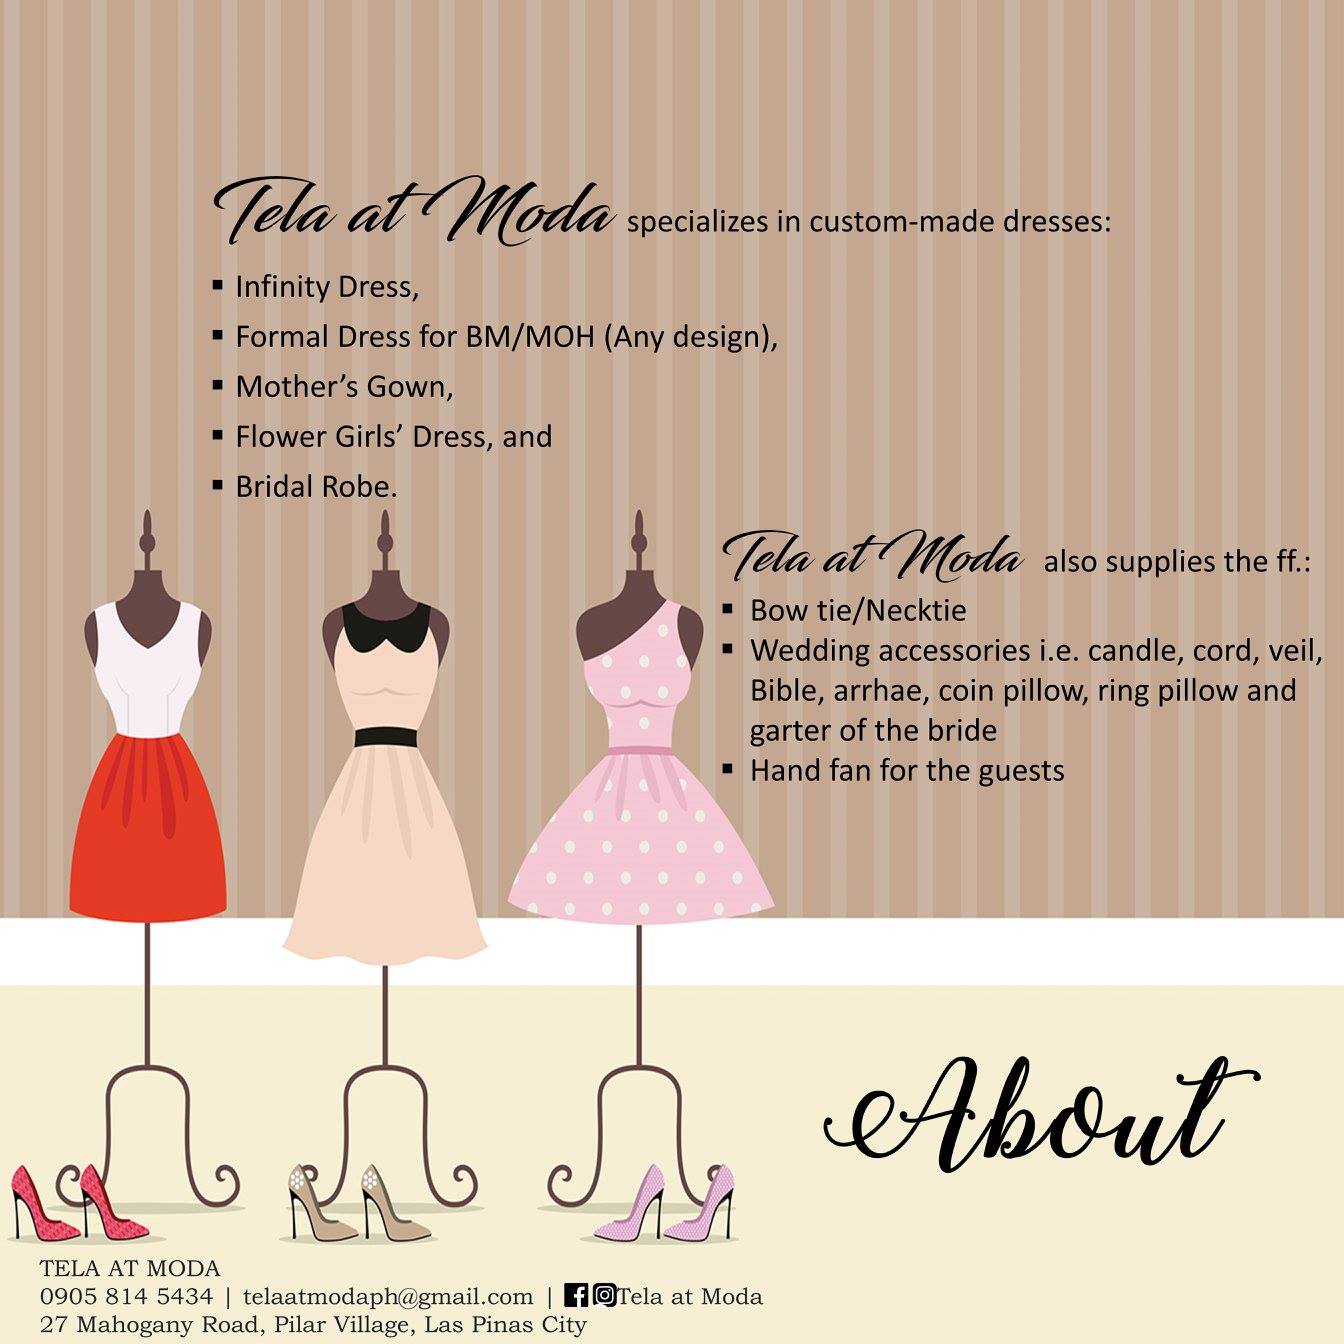 Tela at Moda specializes in custom-made dresses:
▪ Infinity Dress,
▪ Formal Dress for BM/MOH (Any design),
▪ Mother’s Gown,
▪ Flower Girls’ Dress, and
▪ Bridal Robe.
Tela at Moda also supplies the ff.:
▪ Bow tie/Necktie
▪ Wedding accessories i.e. candle, cord, veil,
Bible, arrhae, coin pillow, ring pillow and
garter of the bride
▪ Hand fan for the guests
About
TELA AT MODA
0905 814 5434 | telaatmodaph@gmail.com | Tela at Moda
27 Mahogany Road, Pilar Village, Las Pinas City